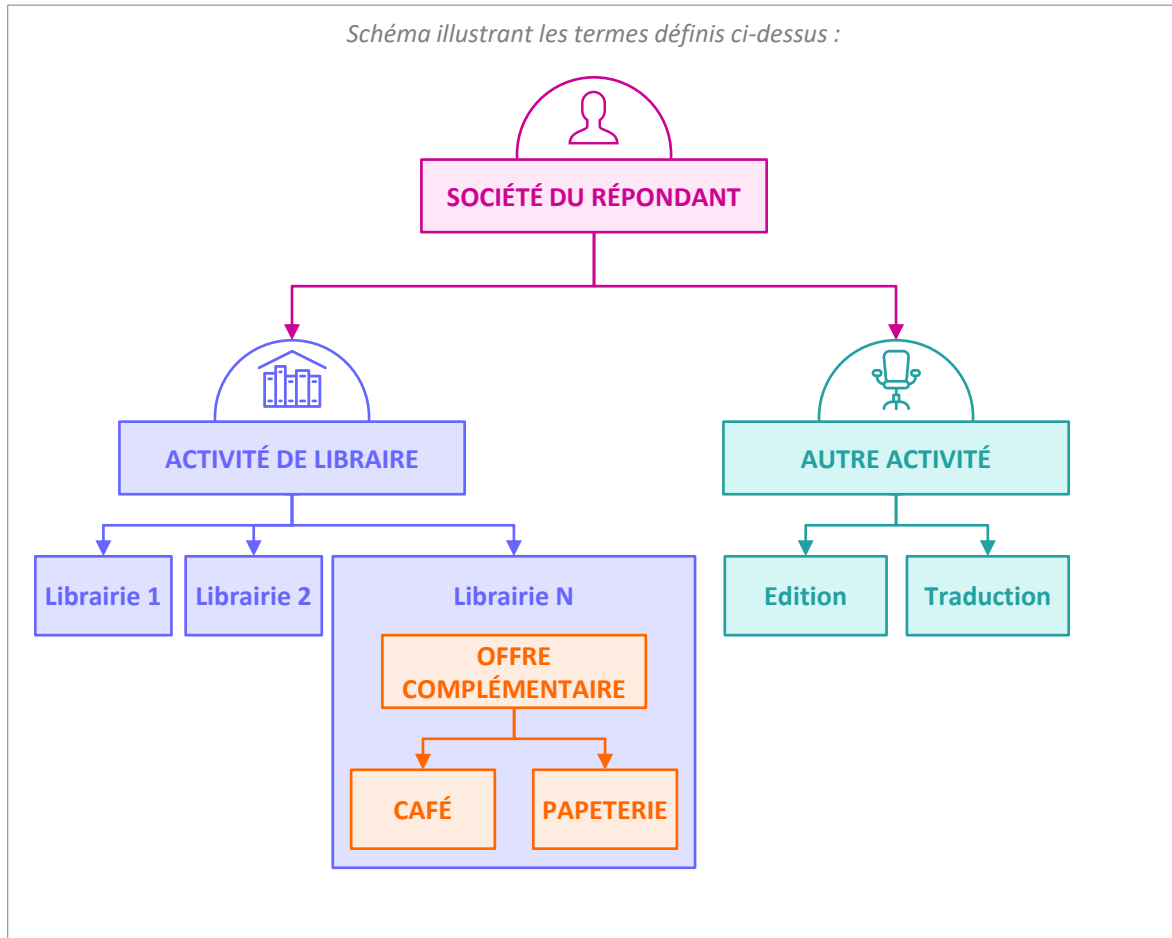 Schéma illustrant les termes définis ci-dessus :
SOCIÉTÉ DU RÉPONDANT
ACTIVITÉ DE LIBRAIRE
AUTRE ACTIVITÉ
Librairie 1
Librairie 2
Librairie N
Edition
Traduction
OFFRE
COMPLÉMENTAIRE
CAFÉ
PAPETERIE